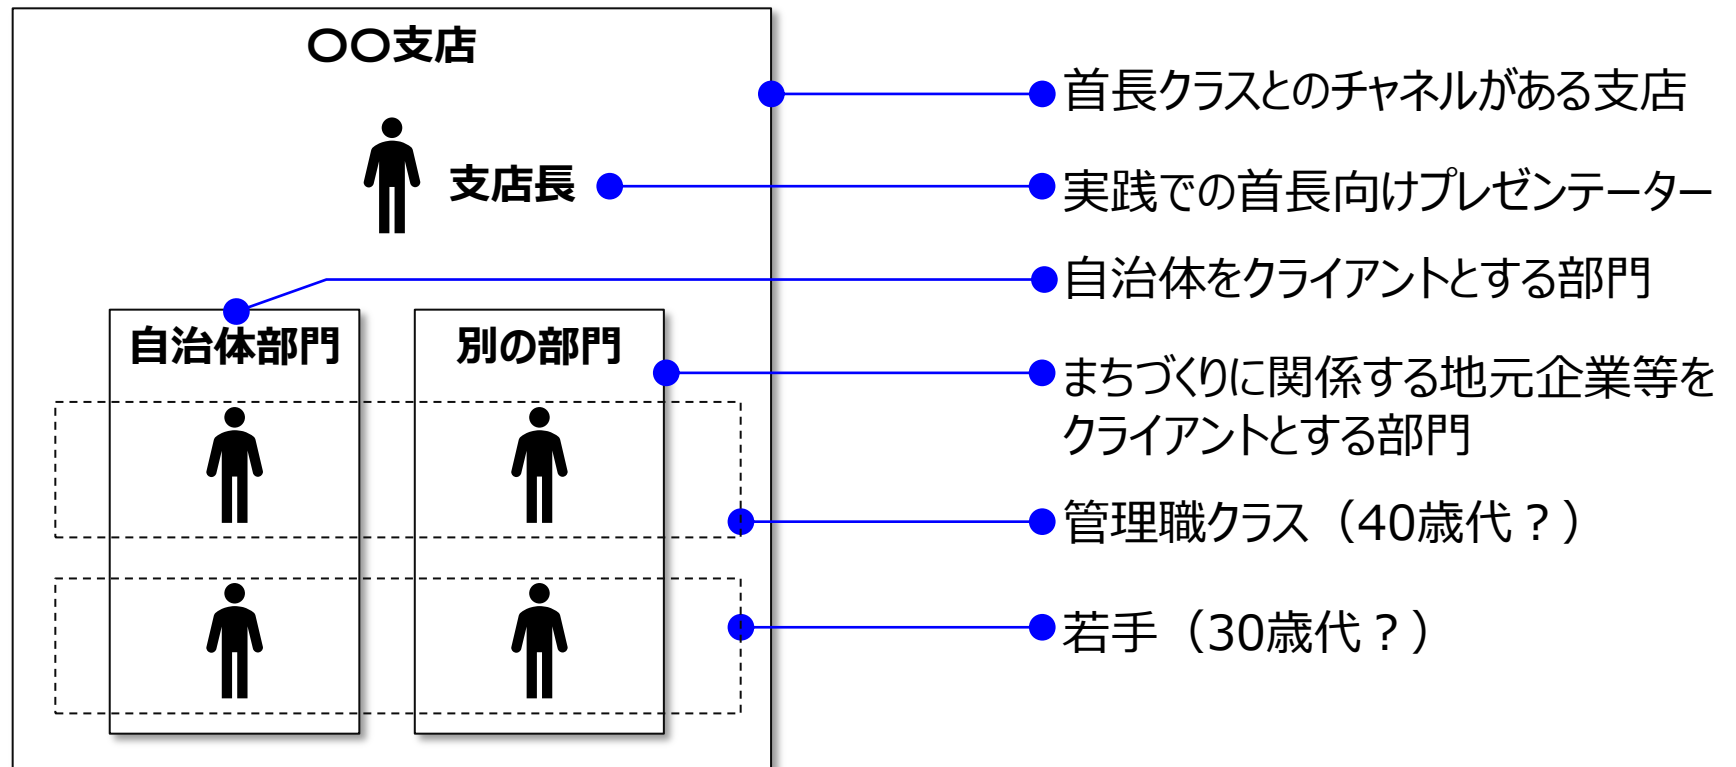 〇〇支店
首長クラスとのチャネルがある支店
支店長
実践での首長向けプレゼンテーター
自治体をクライアントとする部門
自治体部門
別の部門
まちづくりに関係する地元企業等を
クライアントとする部門
管理職クラス（40歳代？）
若手（30歳代？）